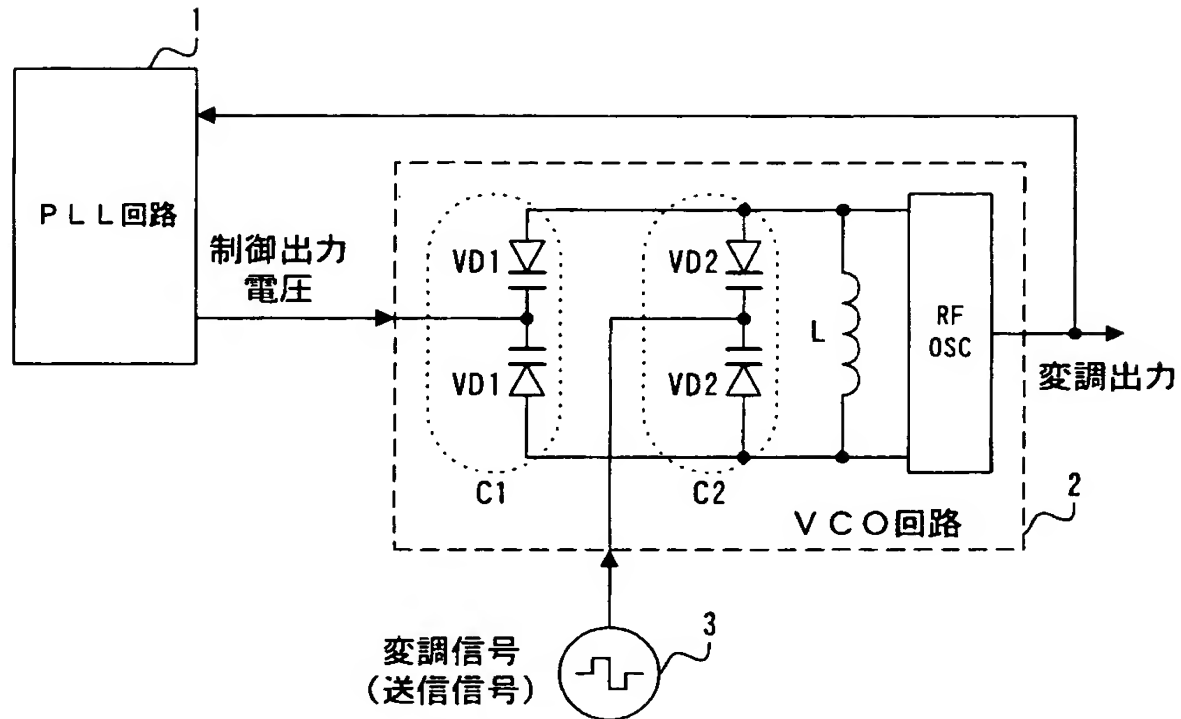 1
PLL回路
制御出力
電圧
VD1
VD2
VD1
VD2
L
RF
OSC
変調出力
C1
C2
VCO回路
2
変調信号
(送信信号)
3